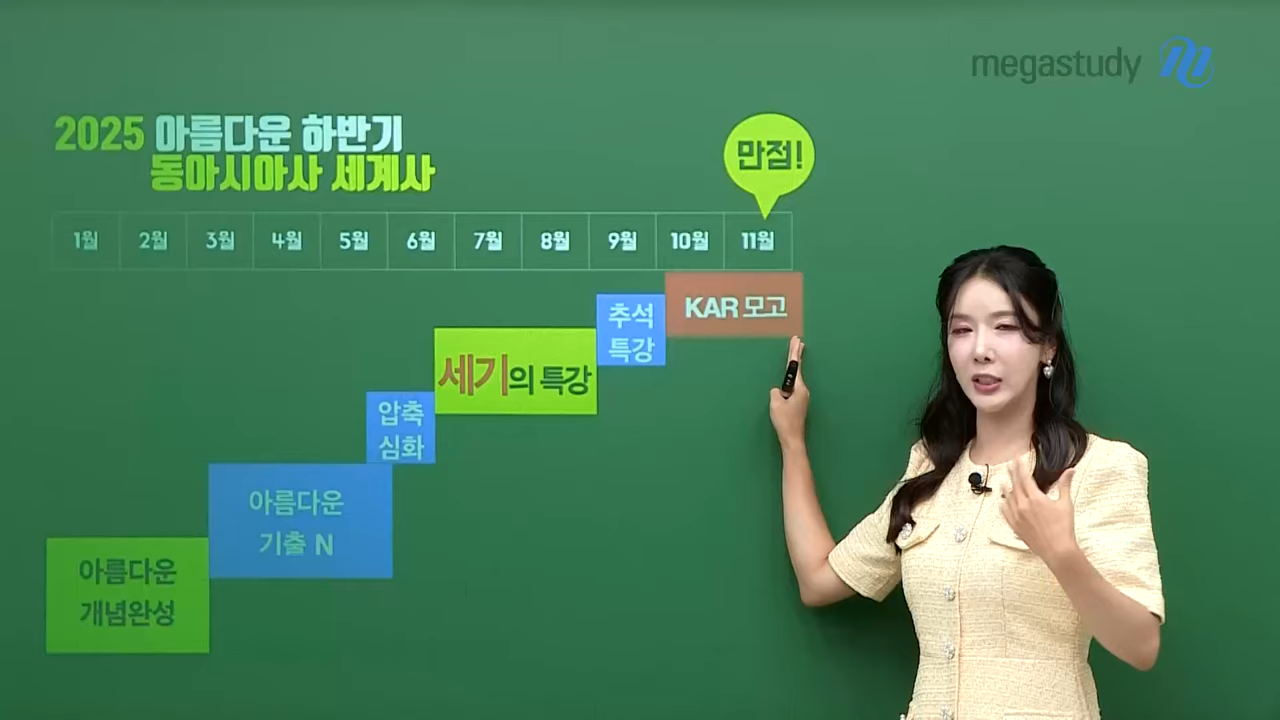 megastudy
2025 아름다운 하반기
동아시아사 세계사
만점!
1월 2월 3월 4월 5월 6월 7월 8월 9월 10월 11월
KAR 모고
추석
특강
세기의 특강
압축
심화
아름다운
기출 N
아름다운
개념완성